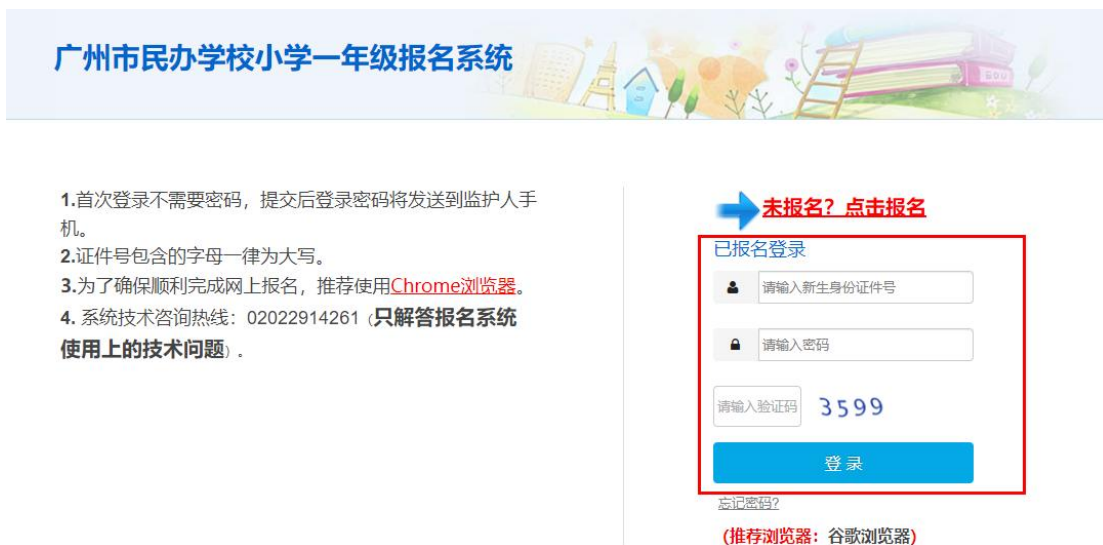 广州市民办学校小学一年级报名系统
EDU
1.首次登录不需要密码，提交后登录密码将发送到监护人手
机。
2.证件号包含的字母一律为大写。
3.为了确保顺利完成网上报名，推荐使用Chrome浏览器。
4. 系统技术咨询热线：02022914261（只解答报名系统
使用上的技术问题）.
未报名？点击报名
已报名登录
请输入新生身份证件号
请输入密码
请输入验证码 3599
登 录
忘记密码?
(推荐浏览器：谷歌浏览器)